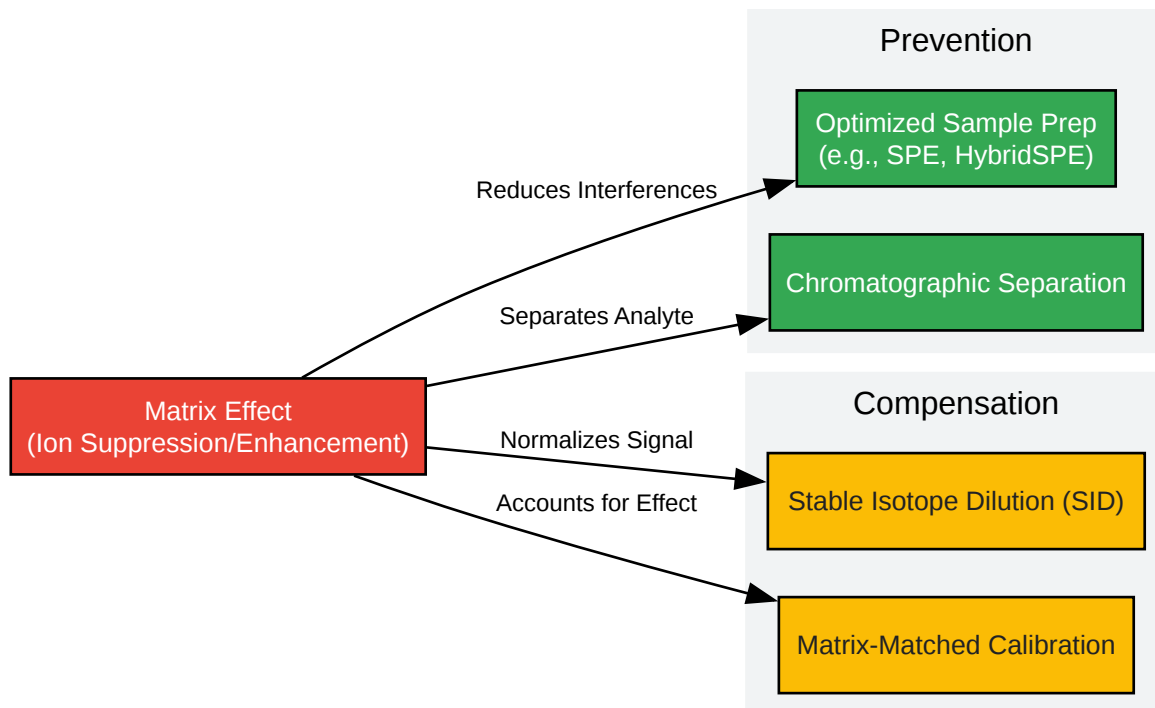 Prevention
Optimized Sample Prep
(e.g., SPE, HybridSPE)
Reduces Interferences
Chromatographic Separation
Separates Analyte
Matrix Effect
(Ion Suppression/Enhancement)
Compensation
Normalizes Signal
Stable Isotope Dilution (SID)
Accounts for Effect
Matrix-Matched Calibration